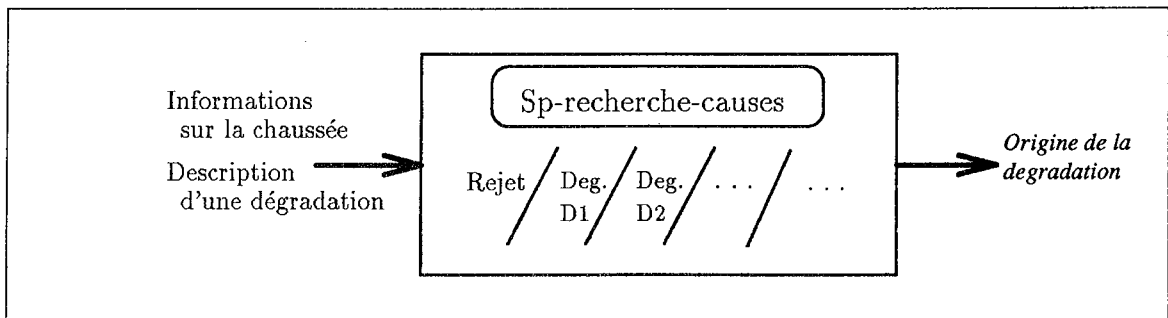 Informations
sur la chaussée
Description
d'une dégradation
Sp-recherche-causes
Rejet / Deg. / Deg. / . . . / . . .
D1 D2
Origine de la
degradation